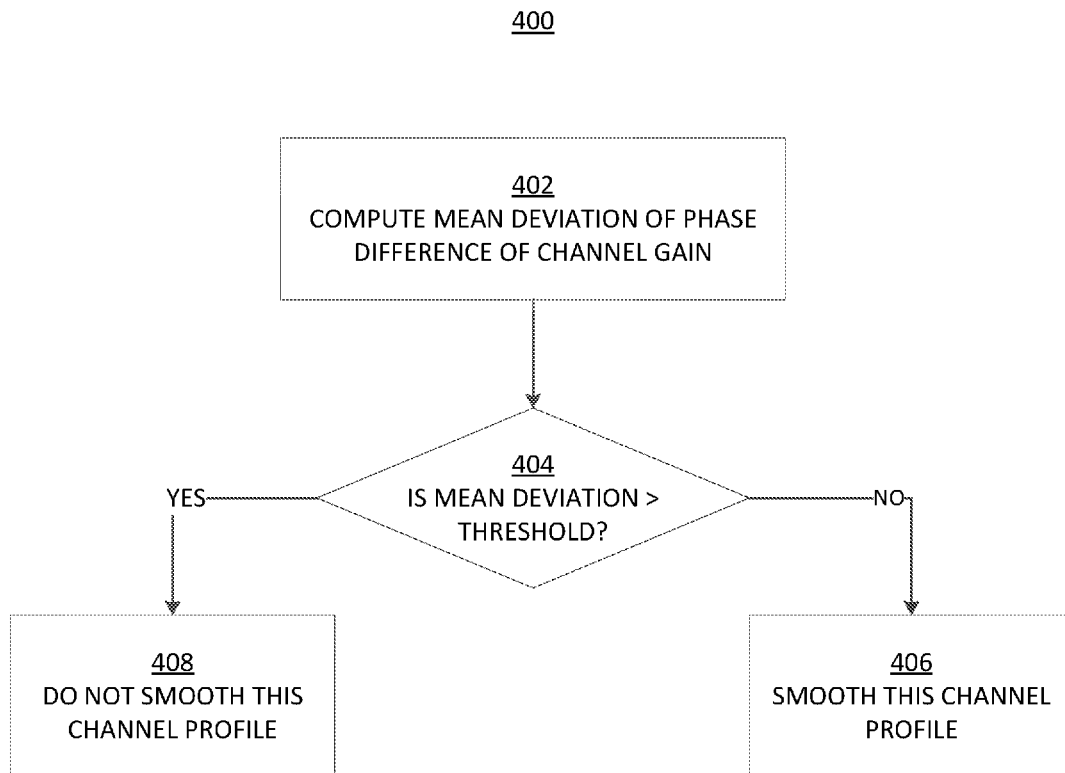 400
402
COMPUTE MEAN DEVIATION OF PHASE
DIFFERENCE OF CHANNEL GAIN
404
IS MEAN DEVIATION >
THRESHOLD?
YES
NO
408
DO NOT SMOOTH THIS
CHANNEL PROFILE
406
SMOOTH THIS CHANNEL
PROFILE